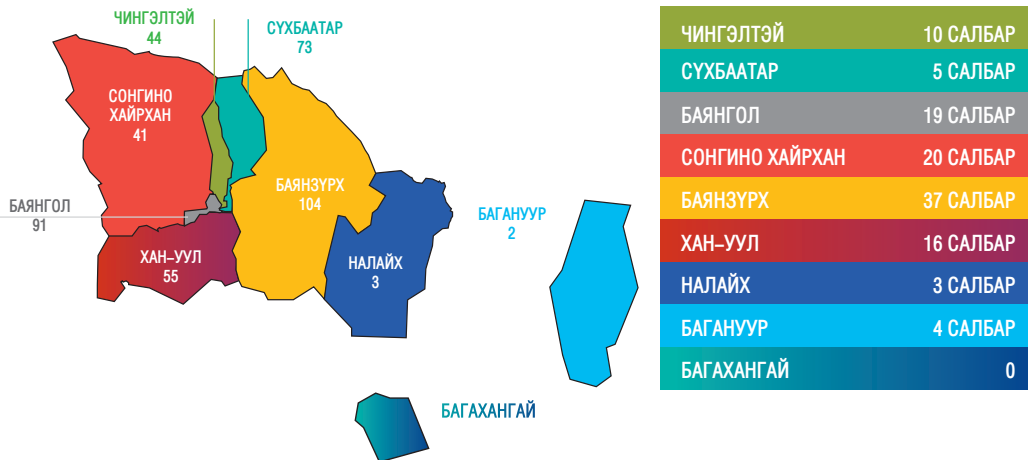 ЧИНГЭЛТЭЙ
44
СҮХБААТАР
73
СОНГИНО
ХАЙРХАН
41
БАЯНЗҮРХ
104
БАЯНГОЛ
91
ХАН–УУЛ
55
НАЛАЙХ
3
БАГАНУУР
2
БАГАХАНГАЙ
ЧИНГЭЛТЭЙ 10 САЛБАР
СҮХБААТАР 5 САЛБАР
БАЯНГОЛ 19 САЛБАР
СОНГИНО ХАЙРХАН 20 САЛБАР
БАЯНЗҮРХ 37 САЛБАР
ХАН–УУЛ 16 САЛБАР
НАЛАЙХ 3 САЛБАР
БАГАНУУР 4 САЛБАР
БАГАХАНГАЙ 0